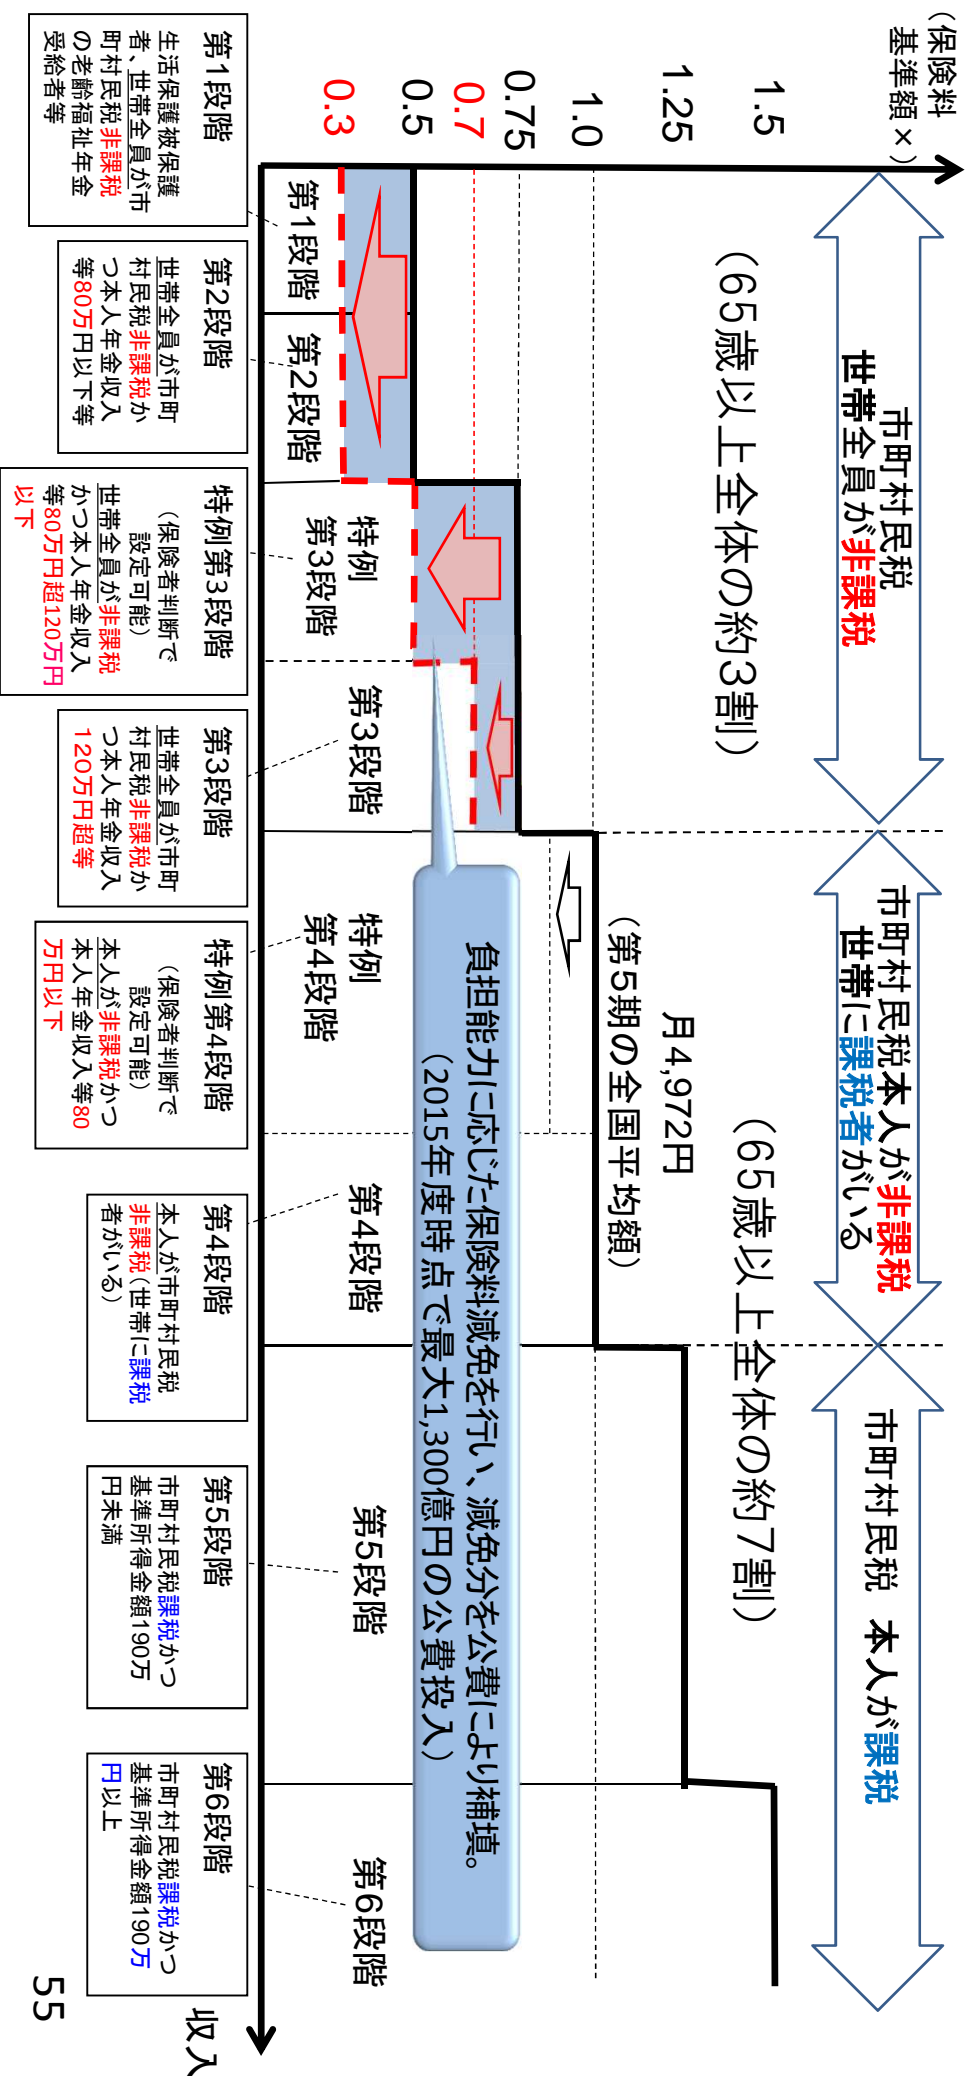 （保険料
基準額×）
1.5
1.25
1.0
0.75
0.7
0.5
0.3
市町村民税
世帯全員が非課税
市町村民税本人が非課税
世帯に課税者がいる
市町村民税 本人が課税
（65歳以上全体の約3割）
（65歳以上全体の約7割）
月4,972円
（第5期の全国平均額）
負担能力に応じた保険料減免を行い、減免分を公費により補填。
（2015年度時点で最大1,300億円の公費投入）
第1段階
第2段階
特例
第3段階
第3段階
特例
第4段階
第4段階
第5段階
第6段階
収入
第1段階
生活保護被保護
者、世帯全員が市
町村民税非課税
の老齢福祉年金
受給者等
第2段階
世帯全員が市町
村民税非課税か
つ本人年金収入
等80万円以下等
特例第3段階
（保険者判断で
設定可能）
世帯全員が非課税
かつ本人年金収入
等80万円超120万円
以下
第3段階
世帯全員が市町
村民税非課税か
つ本人年金収入
120万円超等
特例第4段階
（保険者判断で
設定可能）
本人が非課税かつ
本人年金収入等80
万円以下
第4段階
本人が市町村民税
非課税（世帯に課税
者がいる）
第5段階
市町村民税課税かつ
基準所得金額190万
円未満
第6段階
市町村民税課税かつ
基準所得金額190万
円以上
55